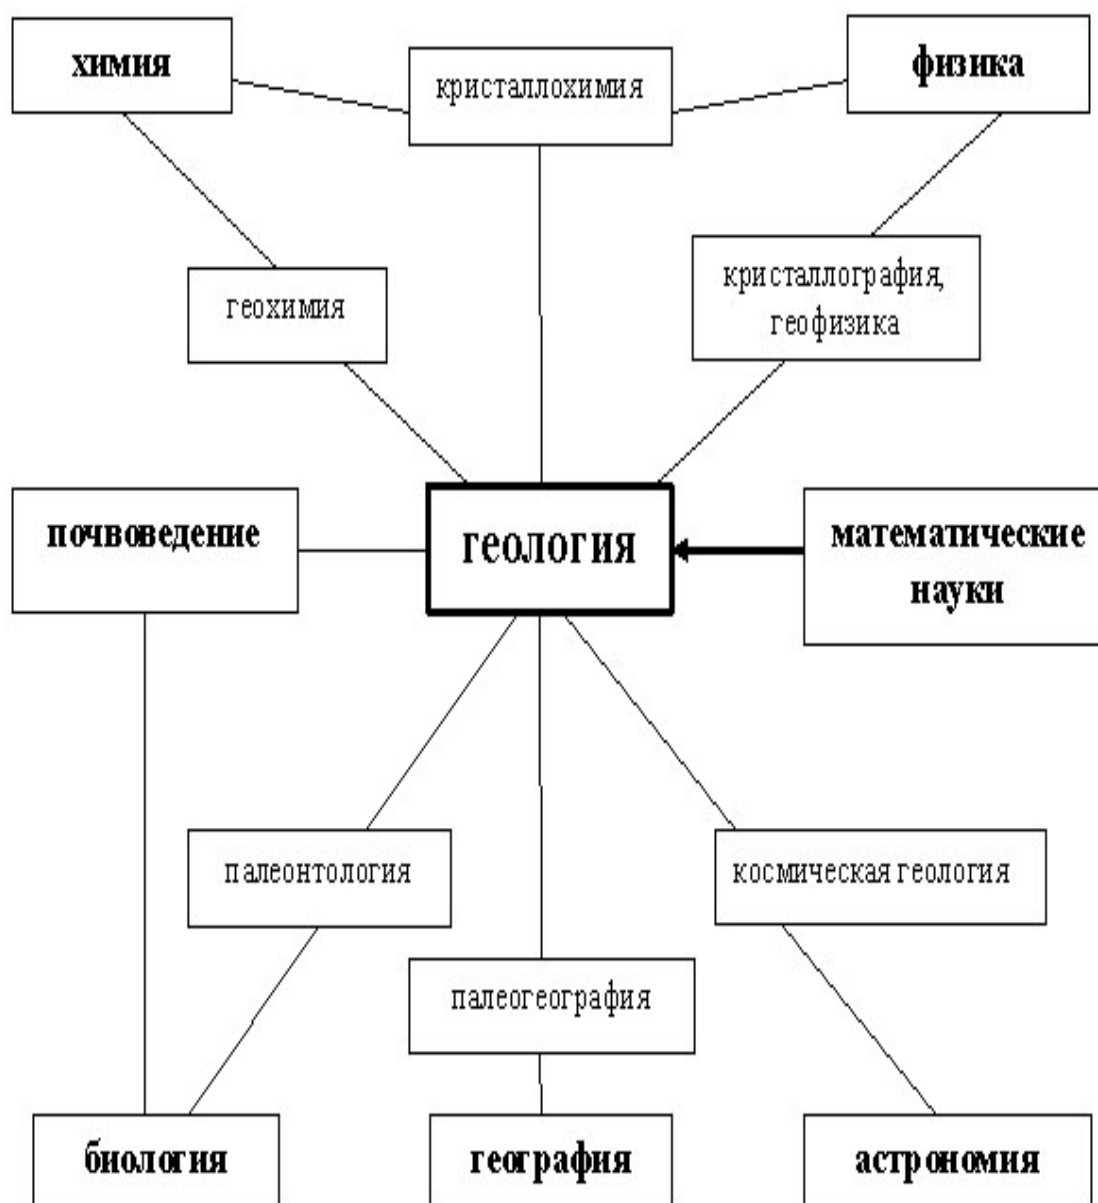 химия
кристаллохимия
физика
геохимия
кристаллография,
геофизика
почвоведение
геология
математические
науки
палеонтология
космическая геология
палеогеография
биология
география
астрономия